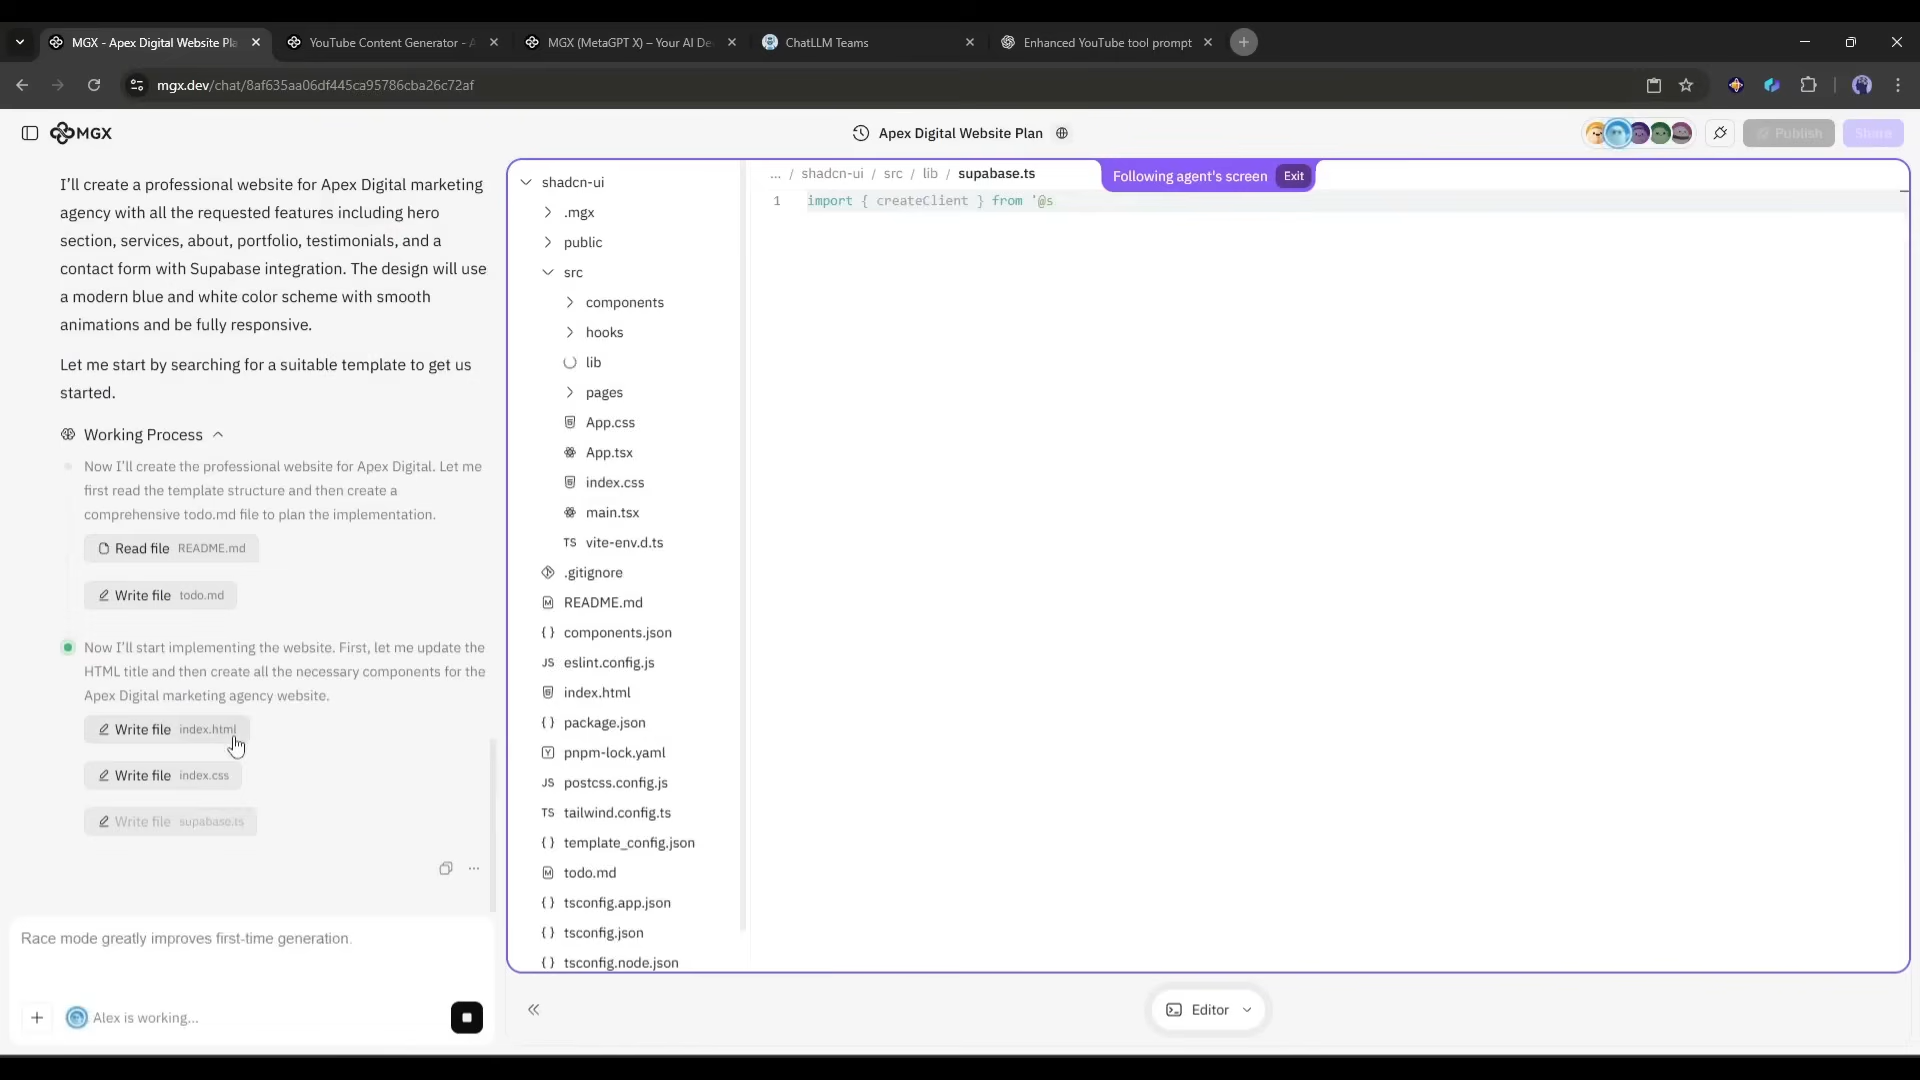 MGX - Apex Digital Website Pla
YouTube Content Generator - A
MGX (MetaGPT X) – Your AI De
ChatLLM Teams
Enhanced YouTube tool prompt
mgx.dev/chat/8af635aa06df445ca95786cba26c72af
MGX
Apex Digital Website Plan
Publish
Share
I'll create a professional website for Apex Digital marketing
agency with all the requested features including hero
section, services, about, portfolio, testimonials, and a
contact form with Supabase integration. The design will use
a modern blue and white color scheme with smooth
animations and be fully responsive.
Let me start by searching for a suitable template to get us
started.
Working Process
Now I'll create the professional website for Apex Digital. Let me
first read the template structure and then create a
comprehensive todo.md file to plan the implementation.
Read file README.md
Write file todo.md
Now I'll start implementing the website. First, let me update the
HTML title and then create all the necessary components for the
Apex Digital marketing agency website.
Write file index.html
Write file index.css
Write file supabase.ts
...
Race mode greatly improves first-time generation.
Alex is working...
shadcn-ui
.mgx
public
src
components
hooks
lib
pages
App.css
App.tsx
index.css
main.tsx
TS vite-env.d.ts
.gitignore
README.md
{ } components.json
JS eslint.config.js
index.html
{ } package.json
pnpm-lock.yaml
JS postcss.config.js
TS tailwind.config.ts
{ } template_config.json
todo.md
{ } tsconfig.app.json
{ } tsconfig.json
{ } tsconfig.node.json
... / shadcn-ui / src / lib / supabase.ts
Following agent's screen Exit
1 import { createClient } from '@s
Editor